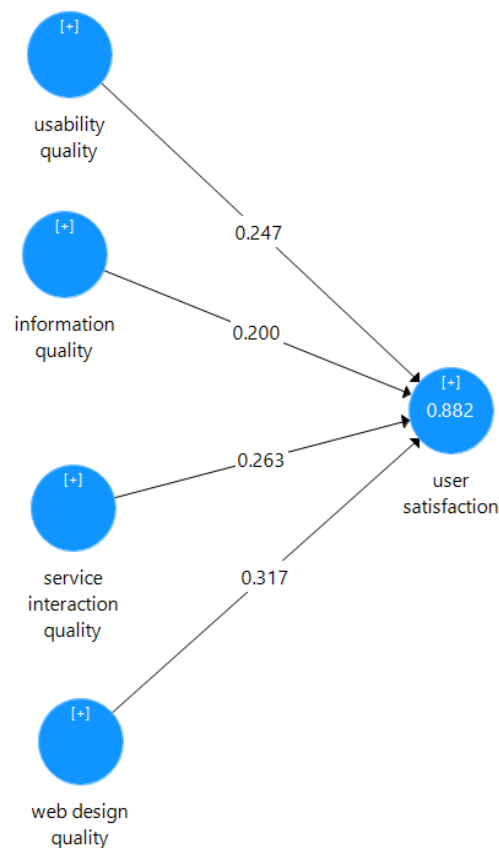 [+]
usability
quality
0.247
[+]
information
quality
0.200
[+]
0.882
user
satisfaction
0.263
[+]
service
interaction
quality
0.317
[+]
web design
quality